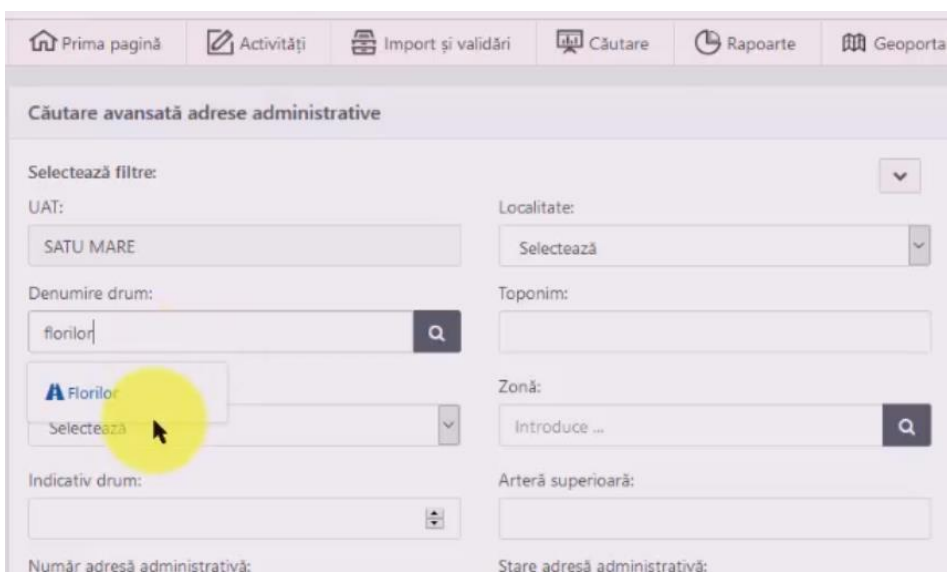 Prima pagină Activități Import și validări Căutare Rapoarte Geoporta
Căutare avansată adrese administrative
Selectează filtre:
UAT: Localitate:
SATU MARE Selectează
Denumire drum: Toponim:
florilor
Florilor
Zonă:
Selectează Introduce ...
Indicativ drum: Arteră superioară:
Număr adresă administrativă: Stare adresă administrativă: